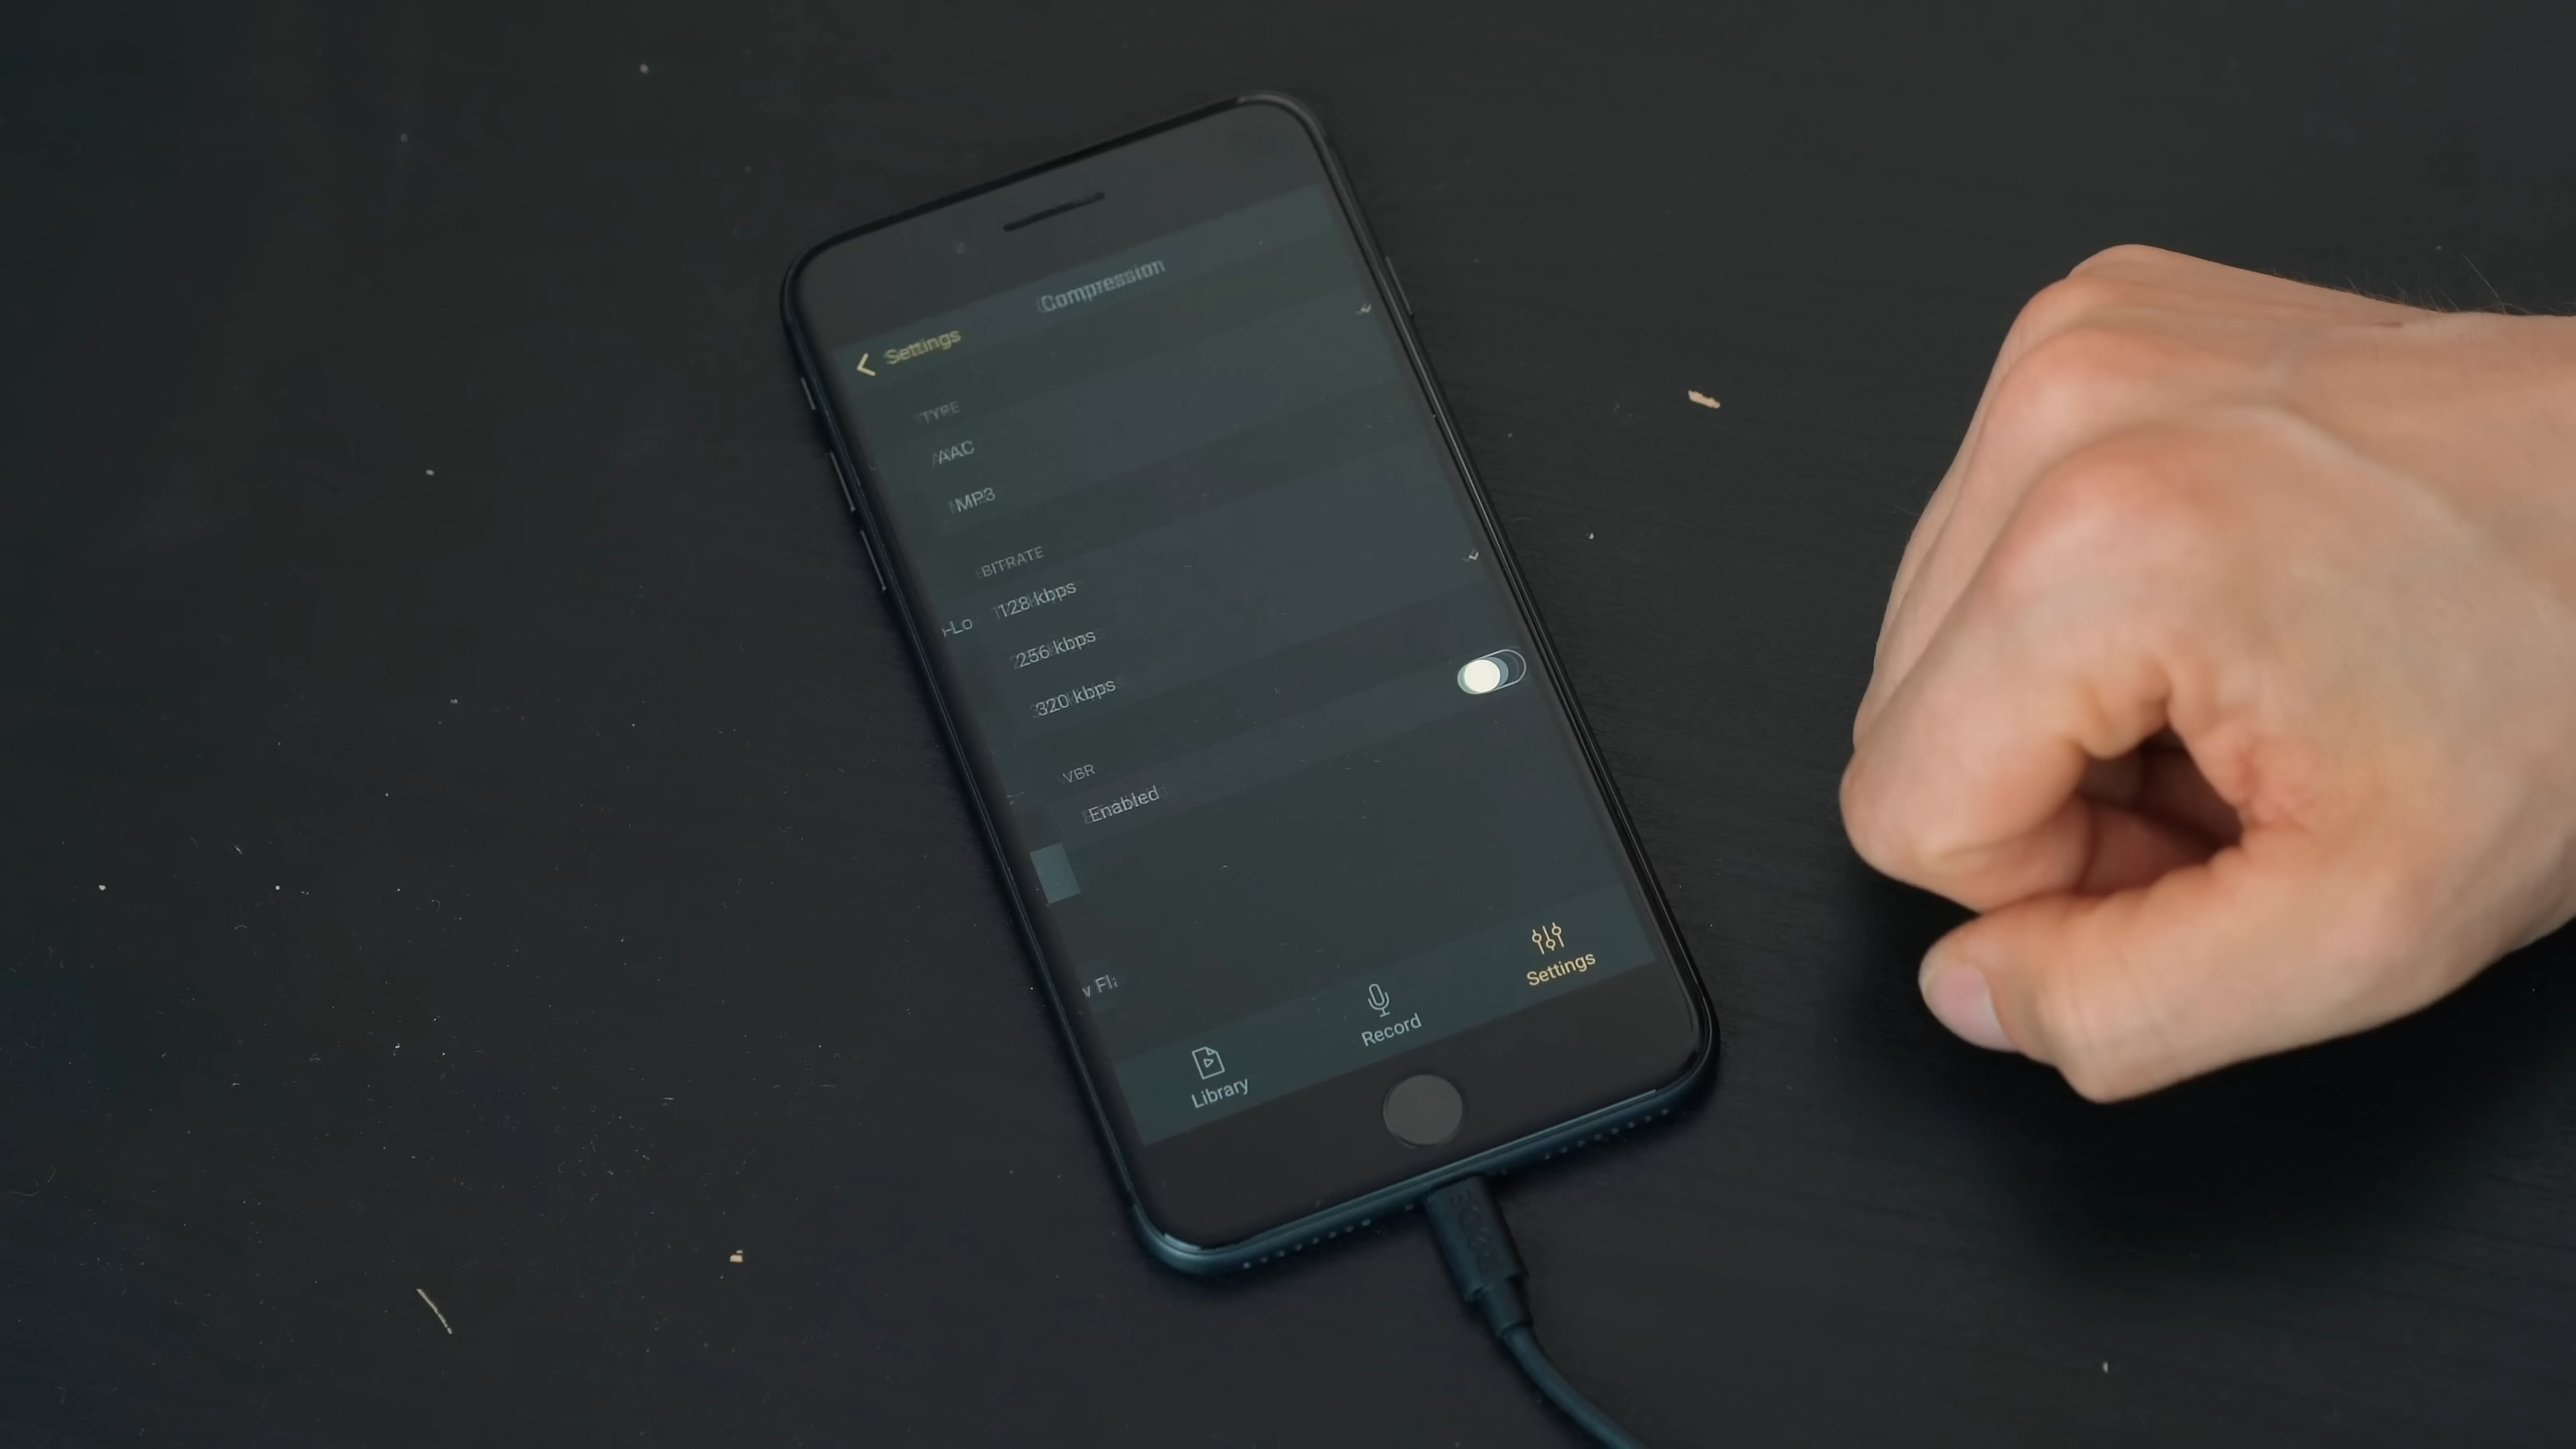 Compression
Settings
TYPE
AAC
MP3
BITRATE
128 kbps
256 kbps
320 kbps
VBR
Enabled
Library
Record
Settings